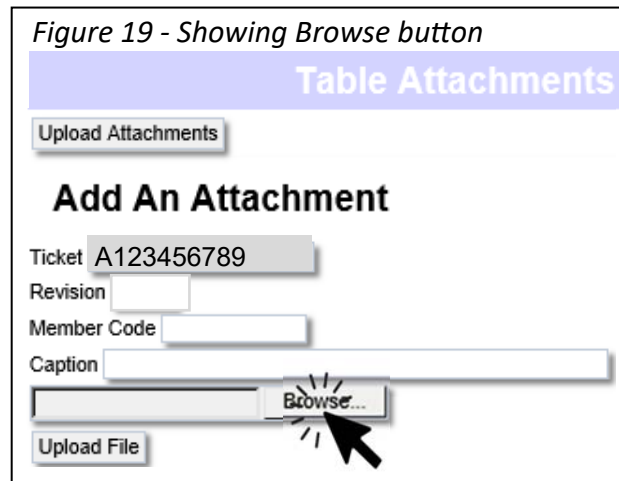 Figure 19 - Showing Browse button
Table Attachments
Upload Attachments
Add An Attachment
Ticket A123456789
Revision
Member Code
Caption
Browse...
Upload File